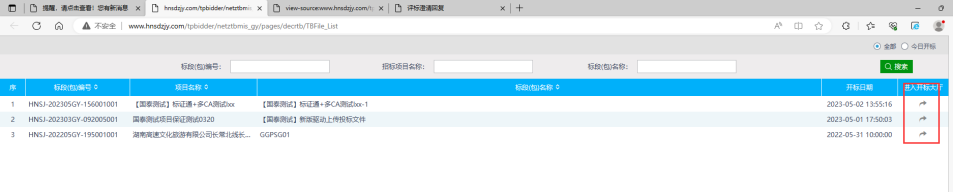 提醒，请点击查看！您有新消息
hnsdzjy.com/tpbidder/netztbmis_
view-source:www.hnsdzjy.com/tp
评标澄清回复
不安全 | www.hnsdzjy.com/tpbidder/netztbmis_gy/pages/decrtb/TBFile_List
全部 今日开标
标段(包)编号： 招标项目名称： 标段(包)名称： 搜索
序 标段(包)编号 项目名称 标段(包)名称 开标日期 进入开标大厅
1 HNSJ-202305GY-156001001 【国泰测试】标证通+多CA测试lxx 【国泰测试】标证通+多CA测试lxx-1 2023-05-02 13:55:16
2 HNSJ-202303GY-092005001 国泰测试项目保证测试0320 【国泰测试】新版驱动上传投标文件 2023-05-01 17:50:03
3 HNSJ-202205GY-195001001 湖南高速文化旅游有限公司长常北线长... GGPSG01 2022-05-31 10:00:00